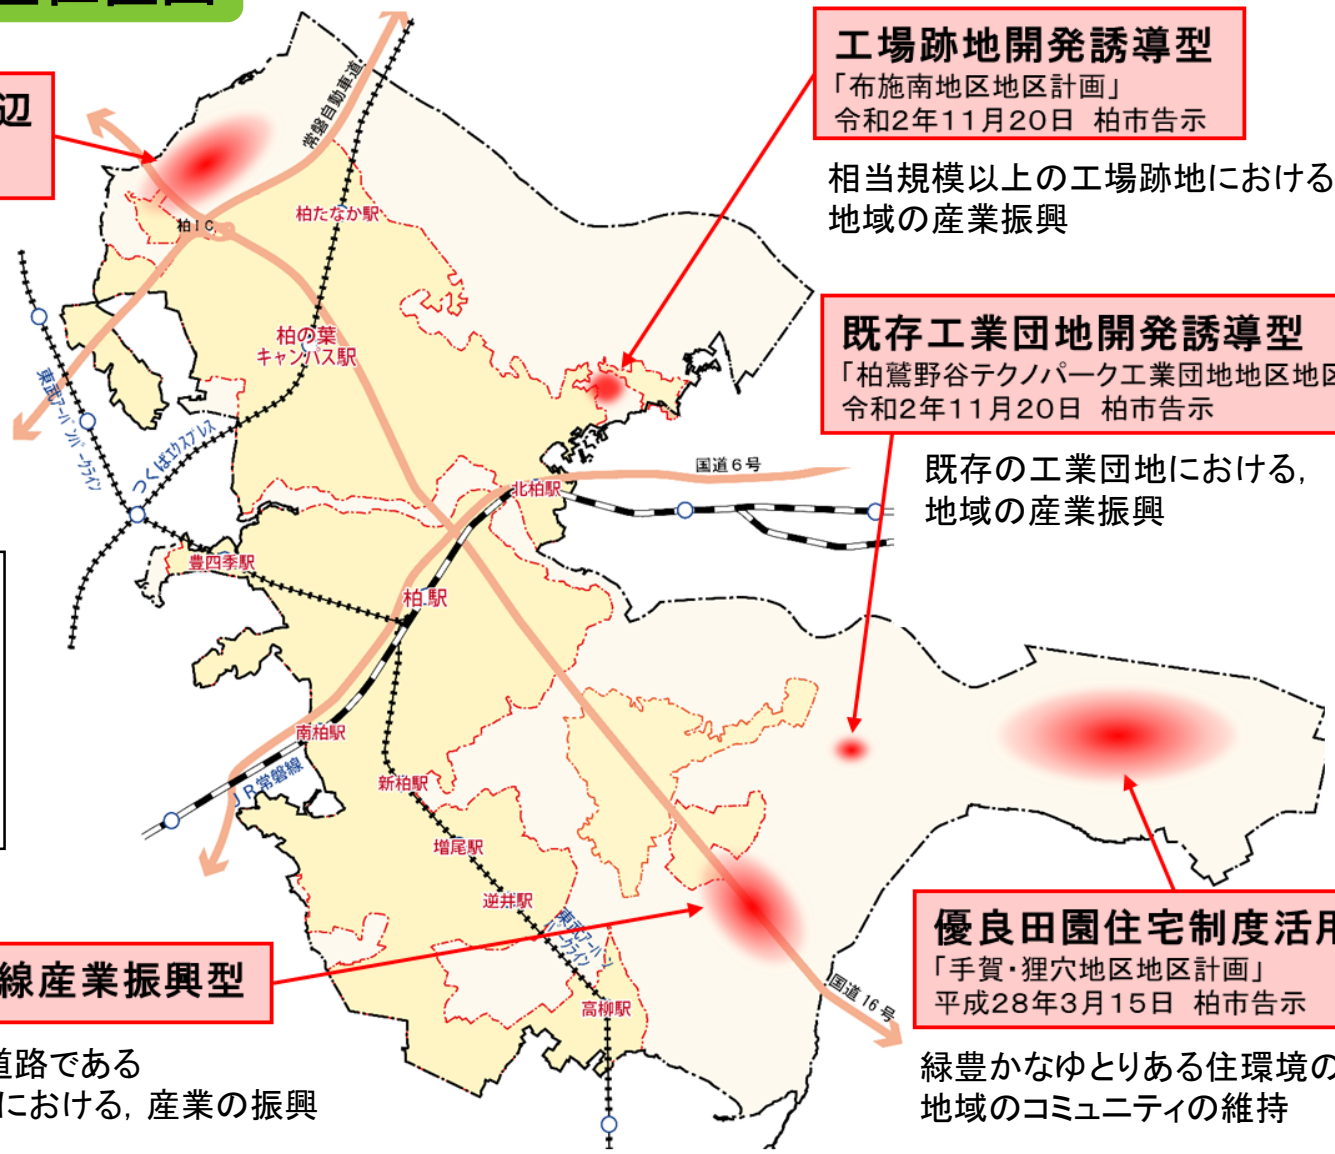 辺
常磐自動車道
柏たなか駅
柏IC
柏の葉
キャンパス駅
東武アーバンパークライン
つくばエクスプレス
工場跡地開発誘導型
「布施南地区地区計画」
令和2年11月20日 柏市告示
相当規模以上の工場跡地における
地域の産業振興
既存工業団地開発誘導型
「柏鷲野谷テクノパーク工業団地地区地区
令和2年11月20日 柏市告示
既存の工業団地における,
地域の産業振興
国道6号
北柏駅
豊四季駅
柏駅
南柏駅
JR常磐線
新柏駅
増尾駅
逆井駅
東武アーバン
パークライン
高柳駅
国道16号
線産業振興型
道路である
における, 産業の振興
優良田園住宅制度活用
「手賀・狸穴地区地区計画」
平成28年3月15日 柏市告示
緑豊かなゆとりある住環境の
地域のコミュニティの維持